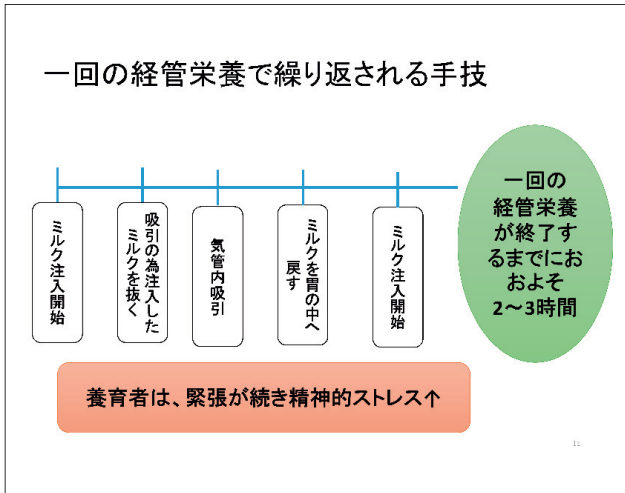 一回の経管栄養で繰り返される手技
ミルク注入開始
吸引の為注入した
ミルクを抜く
気管内吸引
ミルクを胃の中へ
戻す
ミルク注入開始
一回の
経管栄養
が終了す
るまでにお
およそ
2～3時間
養育者は、緊張が続き精神的ストレス↑
11